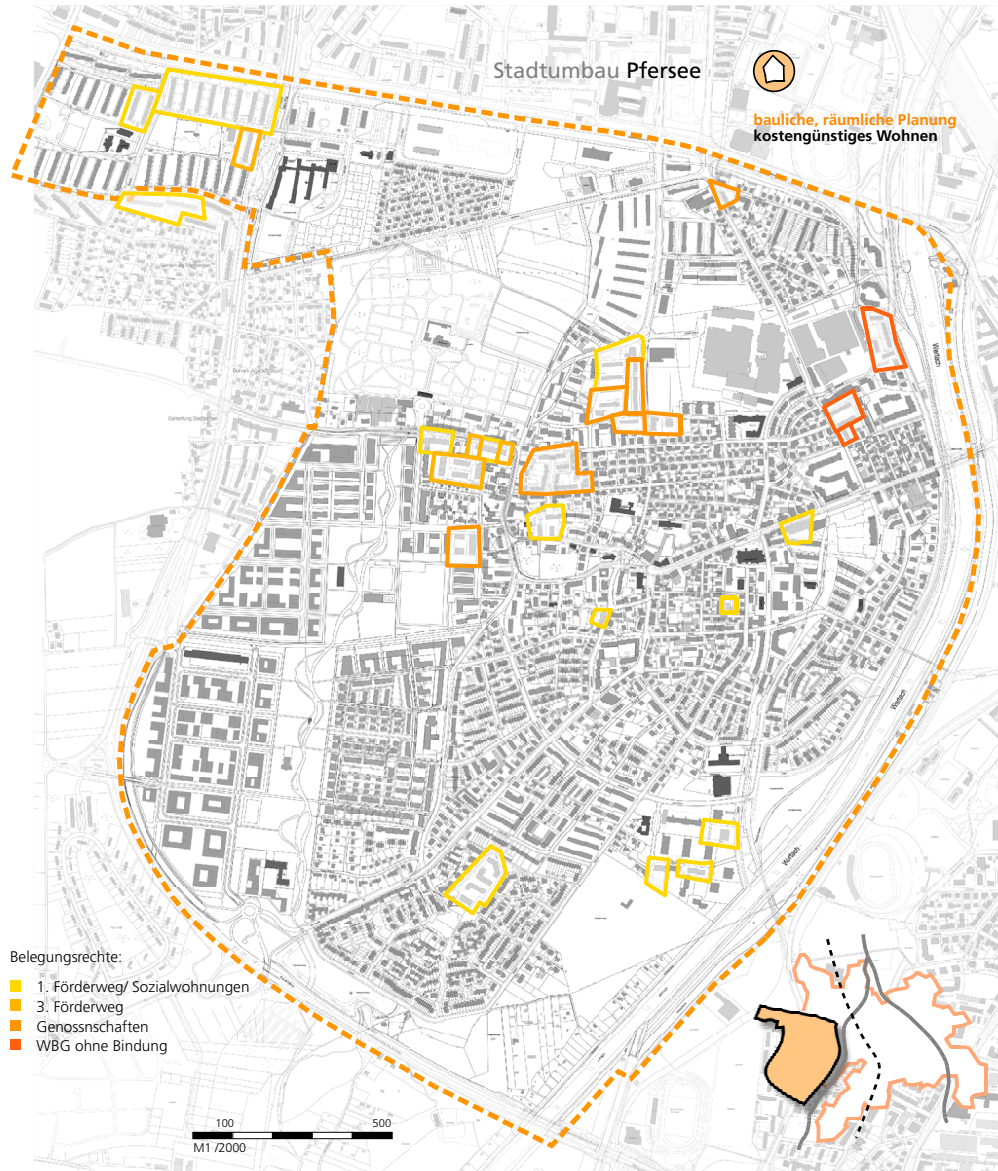 Stadtumbau Pfersee
bauliche, räumliche Planung
kostengünstiges Wohnen
Wertach
Wertach
Wertach
Belegungsrechte:
1. Förderweg/ Sozialwohnungen
3. Förderweg
Genossnschaften
WBG ohne Bindung
100 500
M1 /2000